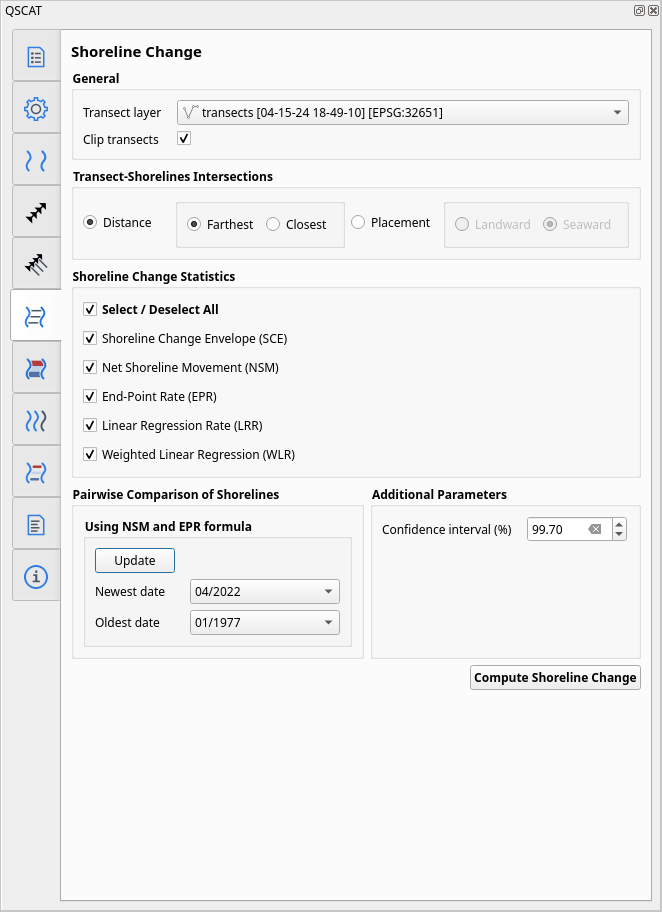 QSCAT
Shoreline Change
General
Transect layer transects [04-15-24 18-49-10] [EPSG:32651]
Clip transects
Transect-Shorelines Intersections
Distance Farthest Closest Placement Landward Seaward
Shoreline Change Statistics
Select / Deselect All
Shoreline Change Envelope (SCE)
Net Shoreline Movement (NSM)
End-Point Rate (EPR)
Linear Regression Rate (LRR)
Weighted Linear Regression (WLR)
Pairwise Comparison of Shorelines
Using NSM and EPR formula
Update
Newest date 04/2022
Oldest date 01/1977
Additional Parameters
Confidence interval (%) 99.70
Compute Shoreline Change